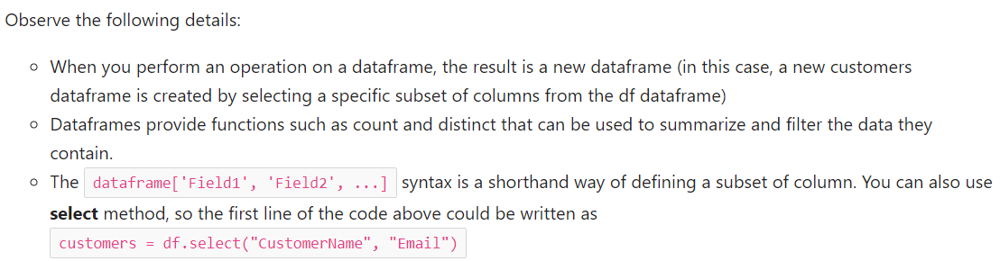 Observe the following details:
○ When you perform an operation on a dataframe, the result is a new dataframe (in this case, a new customers
dataframe is created by selecting a specific subset of columns from the df dataframe)
○ Dataframes provide functions such as count and distinct that can be used to summarize and filter the data they
contain.
○ The dataframe['Field1', 'Field2', ...] syntax is a shorthand way of defining a subset of column. You can also use
select method, so the first line of the code above could be written as
customers = df.select("CustomerName", "Email")